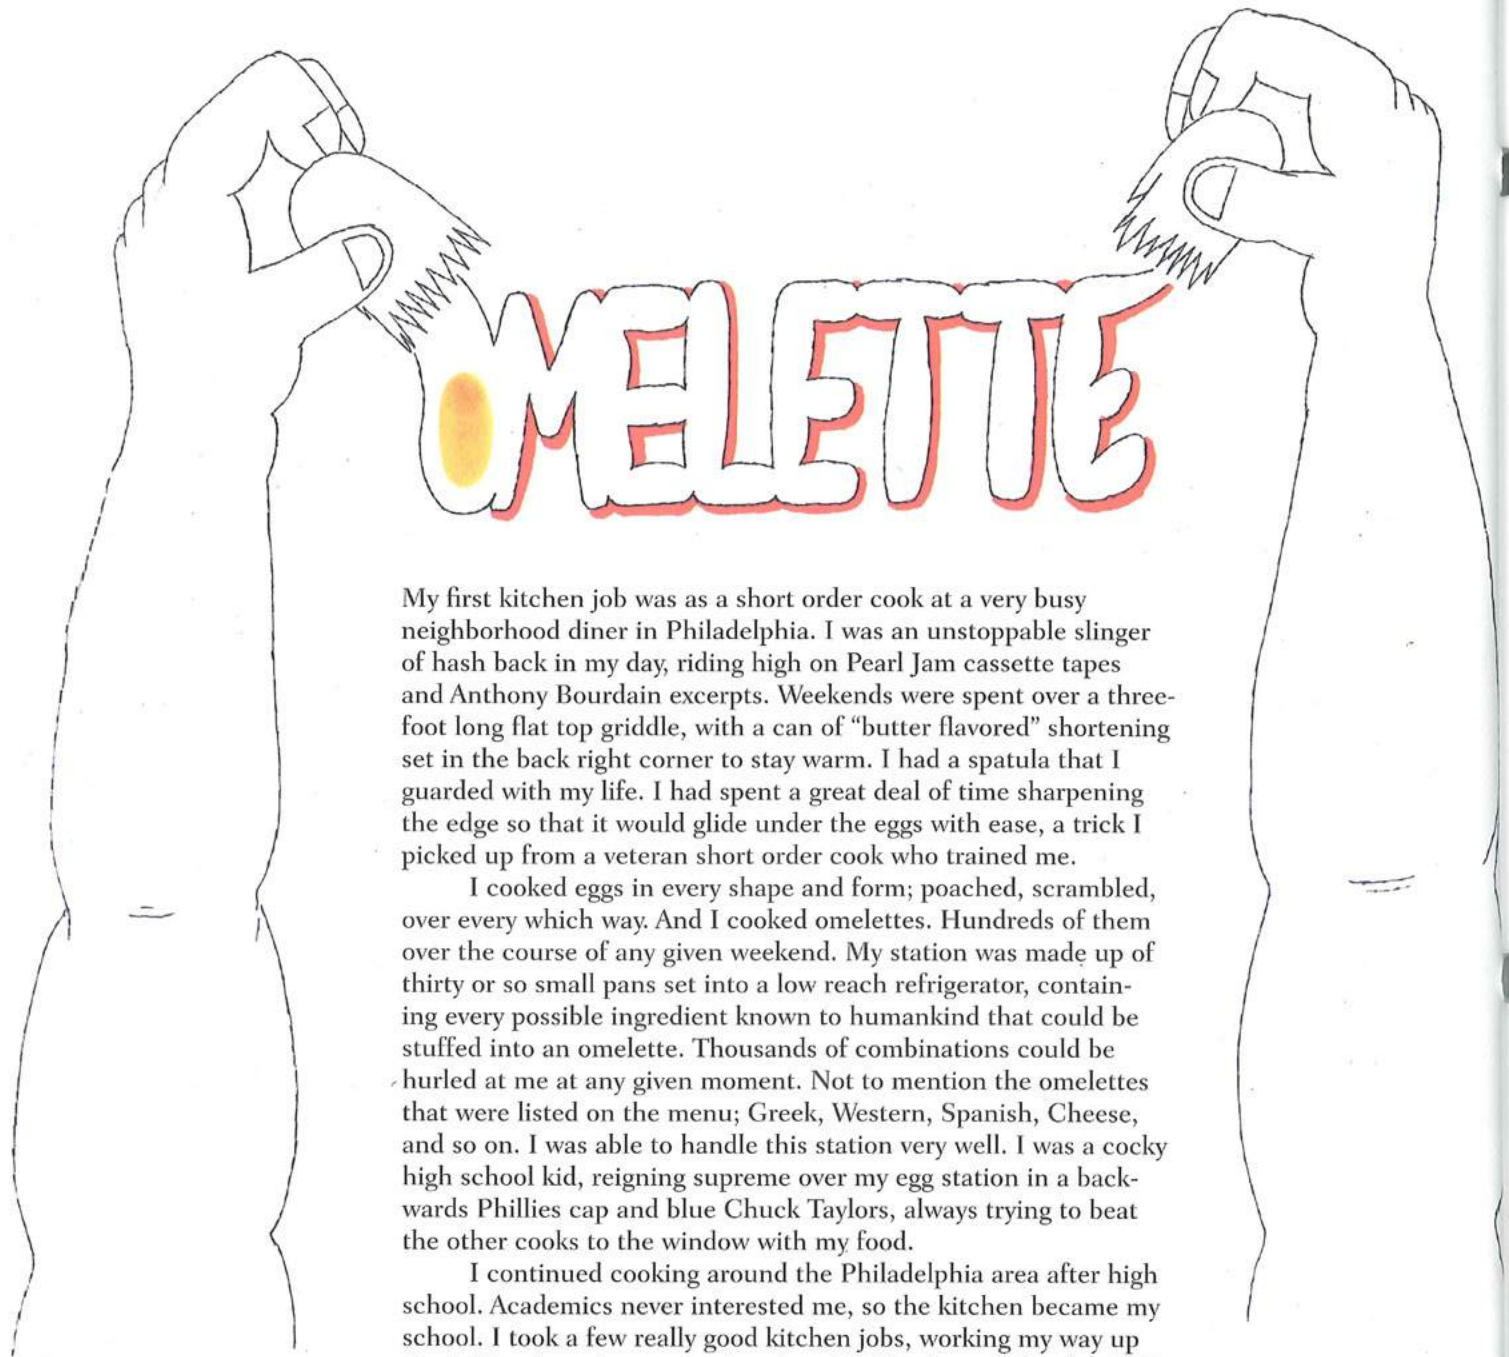 OMELETTE
My first kitchen job was as a short order cook at a very busy
neighborhood diner in Philadelphia. I was an unstoppable slinger
of hash back in my day, riding high on Pearl Jam cassette tapes
and Anthony Bourdain excerpts. Weekends were spent over a three-
foot long flat top griddle, with a can of “butter flavored” shortening
set in the back right corner to stay warm. I had a spatula that I
guarded with my life. I had spent a great deal of time sharpening
the edge so that it would glide under the eggs with ease, a trick I
picked up from a veteran short order cook who trained me.
I cooked eggs in every shape and form; poached, scrambled,
over every which way. And I cooked omelettes. Hundreds of them
over the course of any given weekend. My station was made up of
thirty or so small pans set into a low reach refrigerator, contain-
ing every possible ingredient known to humankind that could be
stuffed into an omelette. Thousands of combinations could be
hurled at me at any given moment. Not to mention the omelettes
that were listed on the menu; Greek, Western, Spanish, Cheese,
and so on. I was able to handle this station very well. I was a cocky
high school kid, reigning supreme over my egg station in a back-
wards Phillies cap and blue Chuck Taylors, always trying to beat
the other cooks to the window with my food.
I continued cooking around the Philadelphia area after high
school. Academics never interested me, so the kitchen became my
school. I took a few really good kitchen jobs, working my way up